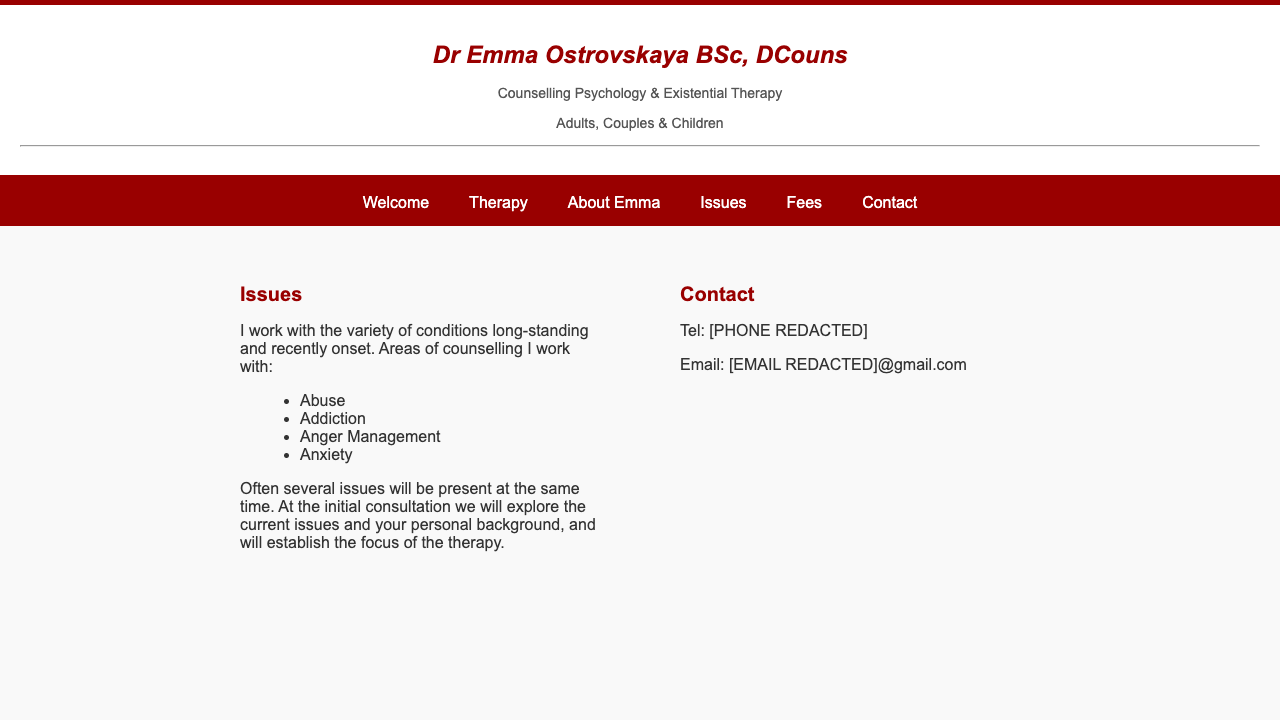 Dr Emma Ostrovskaya BSc, DCouns
Counselling Psychology & Existential Therapy
Adults, Couples & Children
Welcome Therapy About Emma Issues Fees Contact
Issues
I work with the variety of conditions long-standing
and recently onset. Areas of counselling I work
with:
• Abuse
• Addiction
• Anger Management
• Anxiety
Often several issues will be present at the same
time. At the initial consultation we will explore the
current issues and your personal background, and
will establish the focus of the therapy.
Contact
Tel: [PHONE REDACTED]
Email: [EMAIL REDACTED]@gmail.com